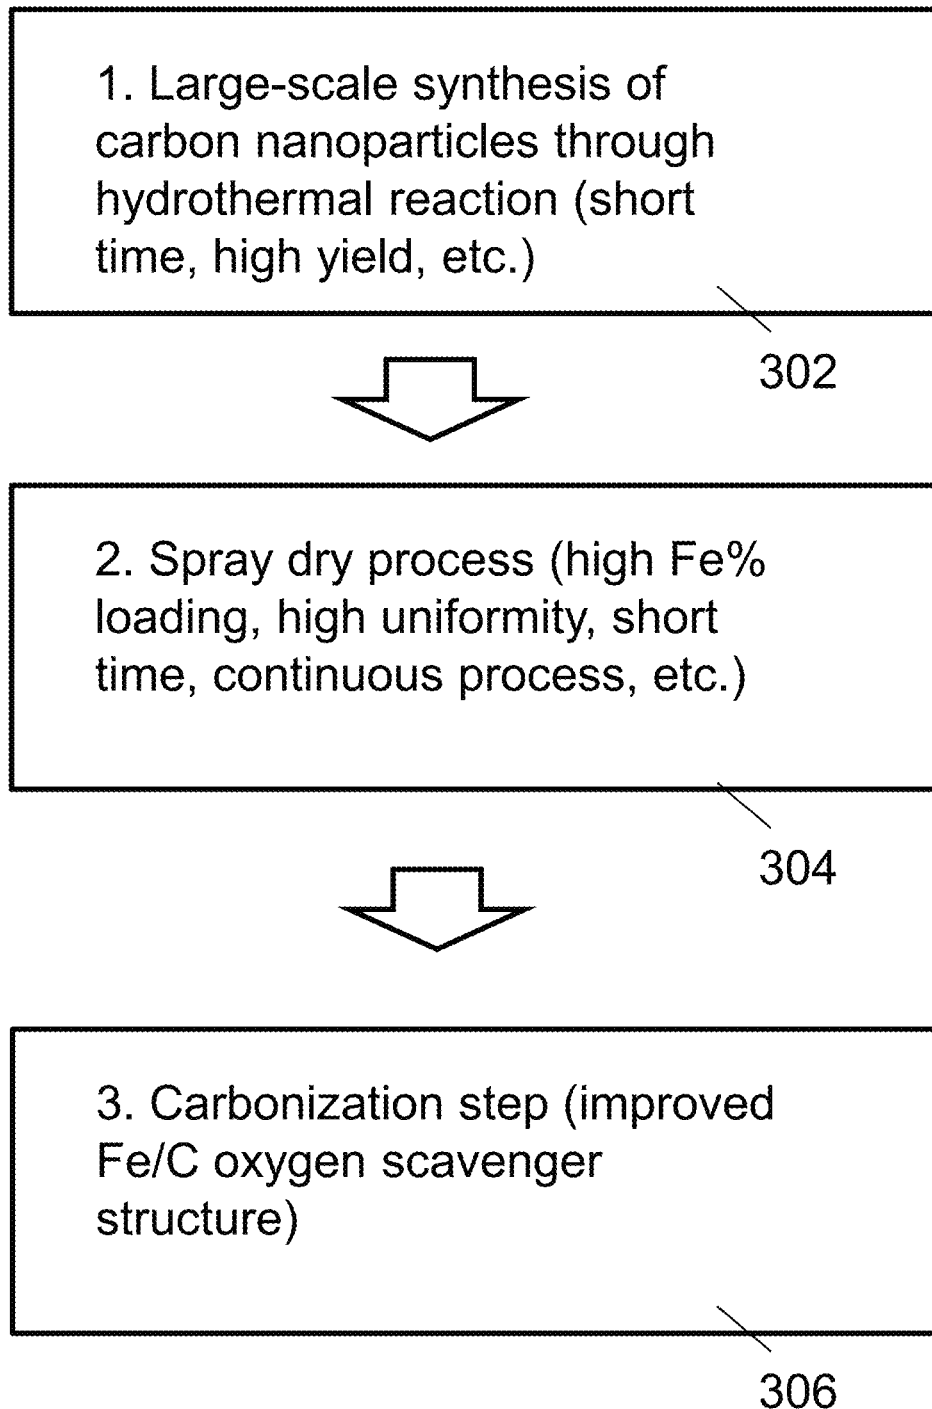 1. Large-scale synthesis of
carbon nanoparticles through
hydrothermal reaction (short
time, high yield, etc.)
302
2. Spray dry process (high Fe%
loading, high uniformity, short
time, continuous process, etc.)
304
3. Carbonization step (improved
Fe/C oxygen scavenger
structure)
306